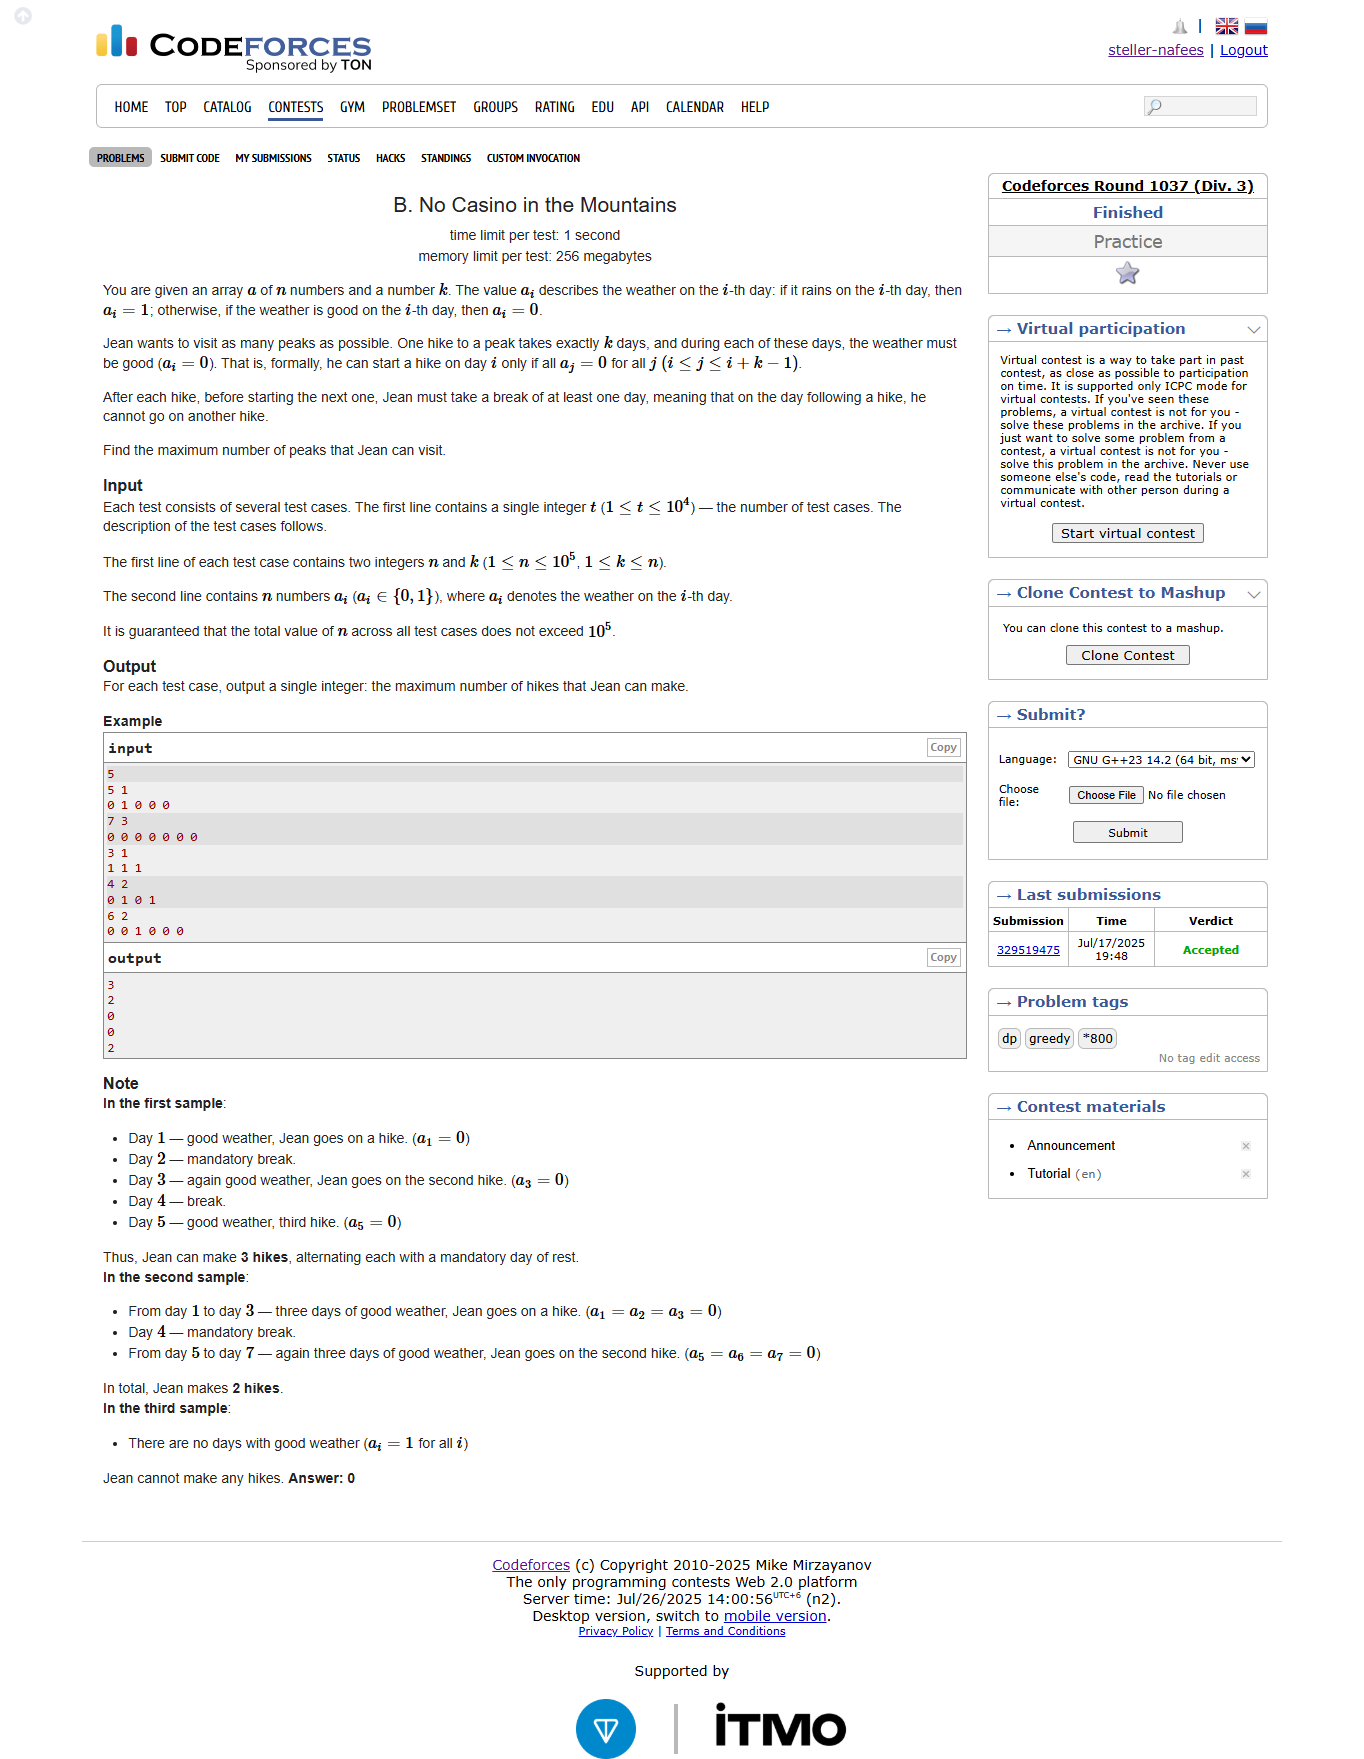 CODEFORCES
Sponsored by TON
|
steller-nafees | Logout
HOME TOP CATALOG CONTESTS GYM PROBLEMSET GROUPS RATING EDU API CALENDAR HELP
PROBLEMS SUBMIT CODE MY SUBMISSIONS STATUS HACKS STANDINGS CUSTOM INVOCATION
B. No Casino in the Mountains
time limit per test: 1 second
memory limit per test: 256 megabytes
You are given an array a of n numbers and a number k. The value a_i describes the weather on the i-th day: if it rains on the i-th day, then
a_i = 1; otherwise, if the weather is good on the i-th day, then a_i = 0.
Jean wants to visit as many peaks as possible. One hike to a peak takes exactly k days, and during each of these days, the weather must
be good (a_i = 0). That is, formally, he can start a hike on day i only if all a_j = 0 for all j (i ≤ j ≤ i + k − 1).
After each hike, before starting the next one, Jean must take a break of at least one day, meaning that on the day following a hike, he
cannot go on another hike.
Find the maximum number of peaks that Jean can visit.
Input
Each test consists of several test cases. The first line contains a single integer t (1 ≤ t ≤ 10^4) — the number of test cases. The
description of the test cases follows.
The first line of each test case contains two integers n and k (1 ≤ n ≤ 10^5, 1 ≤ k ≤ n).
The second line contains n numbers a_i (a_i ∈ {0, 1}), where a_i denotes the weather on the i-th day.
It is guaranteed that the total value of n across all test cases does not exceed 10^5.
Output
For each test case, output a single integer: the maximum number of hikes that Jean can make.
Example
input Copy
5
5 1
0 1 0 0 0
7 3
0 0 0 0 0 0 0
3 1
1 1 1
4 2
0 1 0 1
6 2
0 0 1 0 0 0
output Copy
3
2
0
0
2
Note
In the first sample:
• Day 1 — good weather, Jean goes on a hike. (a_1 = 0)
• Day 2 — mandatory break.
• Day 3 — again good weather, Jean goes on the second hike. (a_3 = 0)
• Day 4 — break.
• Day 5 — good weather, third hike. (a_5 = 0)
Thus, Jean can make 3 hikes, alternating each with a mandatory day of rest.
In the second sample:
• From day 1 to day 3 — three days of good weather, Jean goes on a hike. (a_1 = a_2 = a_3 = 0)
• Day 4 — mandatory break.
• From day 5 to day 7 — again three days of good weather, Jean goes on the second hike. (a_5 = a_6 = a_7 = 0)
In total, Jean makes 2 hikes.
In the third sample:
• There are no days with good weather (a_i = 1 for all i)
Jean cannot make any hikes. Answer: 0
Codeforces Round 1037 (Div. 3)
Finished
Practice
→ Virtual participation
Virtual contest is a way to take part in past
contest, as close as possible to participation
on time. It is supported only ICPC mode for
virtual contests. If you've seen these
problems, a virtual contest is not for you -
solve these problems in the archive. If you
just want to solve some problem from a
contest, a virtual contest is not for you -
solve this problem in the archive. Never use
someone else's code, read the tutorials or
communicate with other person during a
virtual contest.
Start virtual contest
→ Clone Contest to Mashup
You can clone this contest to a mashup.
Clone Contest
→ Submit?
Language: GNU G++23 14.2 (64 bit, ms
Choose
file: Choose File No file chosen
Submit
→ Last submissions
Submission Time Verdict
329519475 Jul/17/2025
19:48 Accepted
→ Problem tags
dp greedy *800
No tag edit access
→ Contest materials
• Announcement ×
• Tutorial (en) ×
Codeforces (c) Copyright 2010-2025 Mike Mirzayanov
The only programming contests Web 2.0 platform
Server time: Jul/26/2025 14:00:56UTC+6 (n2).
Desktop version, switch to mobile version.
Privacy Policy | Terms and Conditions
Supported by
iTMO